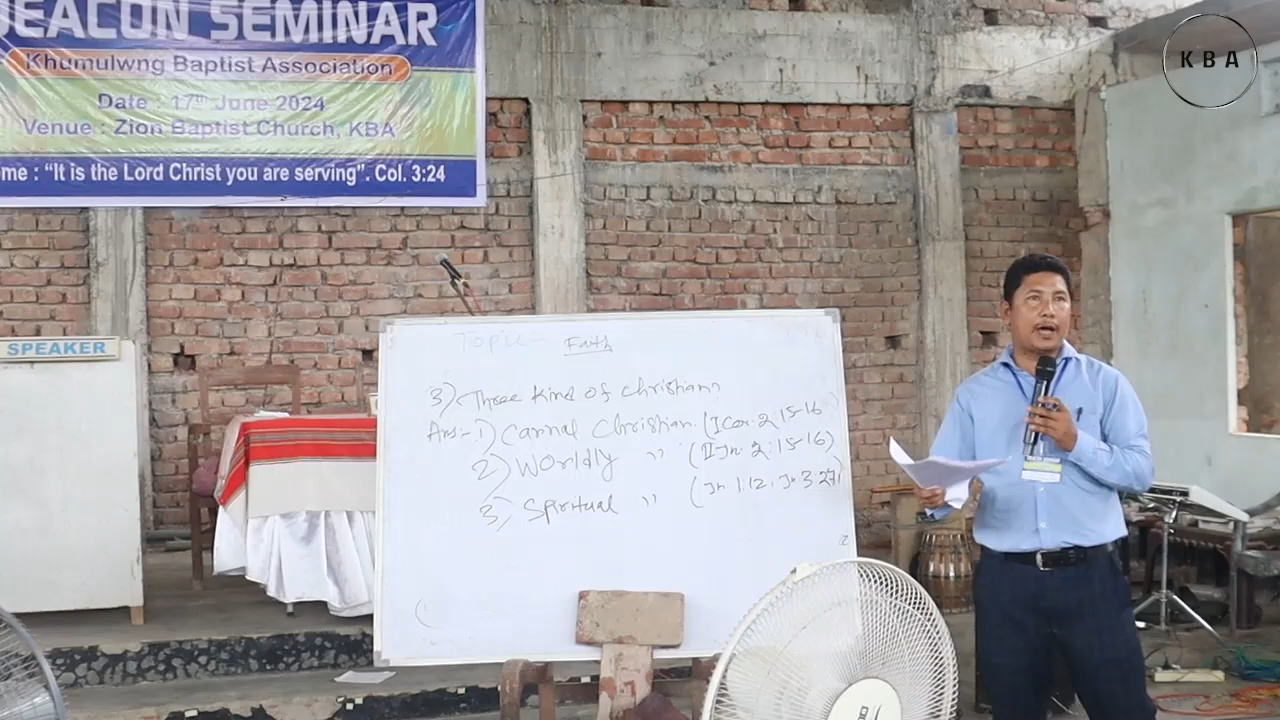 DEACON SEMINAR
Khumulwng Baptist Association
Date : 17th June 2024
Venue : Zion Baptist Church, KBA
me : “It is the Lord Christ you are serving”. Col. 3:24
KBA
SPEAKER
Topic - Faith
3) Three kind of christian?
Ans:- 1) Carnal Christian. (I Cor. 2:15-16)
2) Worldly " (II Jn. 2:15-16)
3) Spiritual " (Jn 1:12, Jn 3:27)